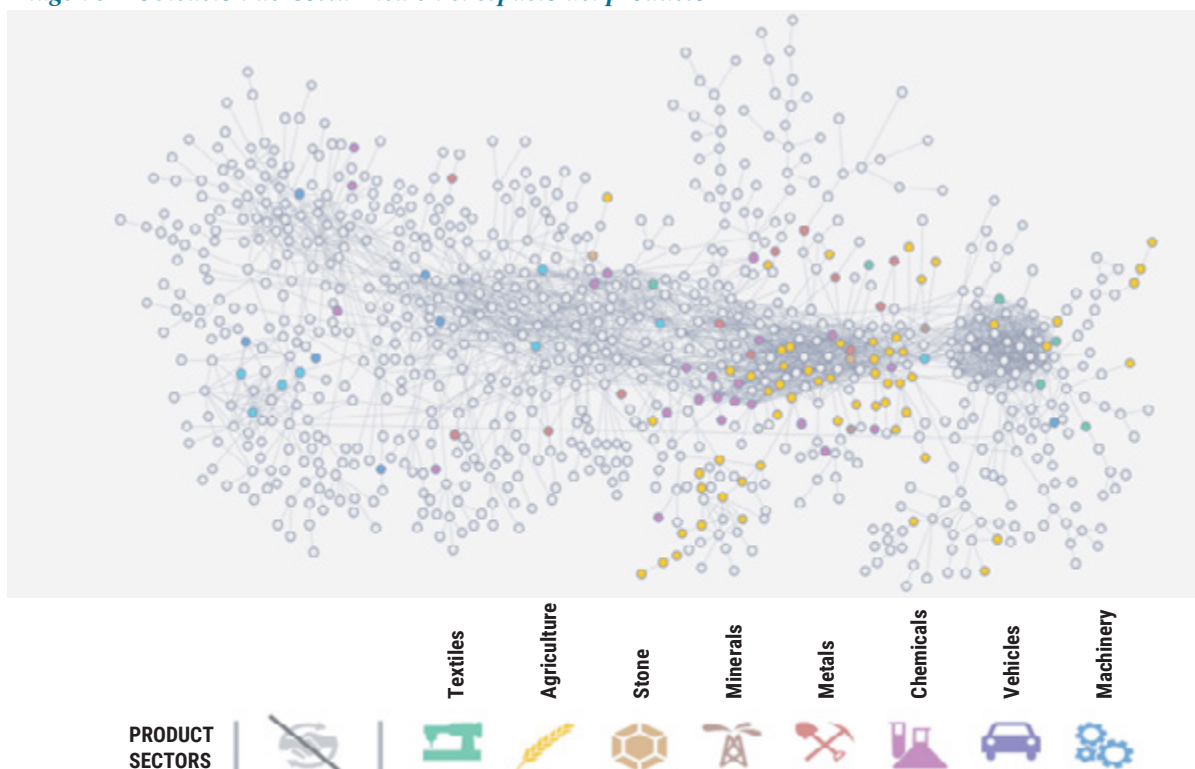 Textiles
Agriculture
Stone
Minerals
Metals
Chemicals
Vehicles
Machinery
PRODUCT
SECTORS